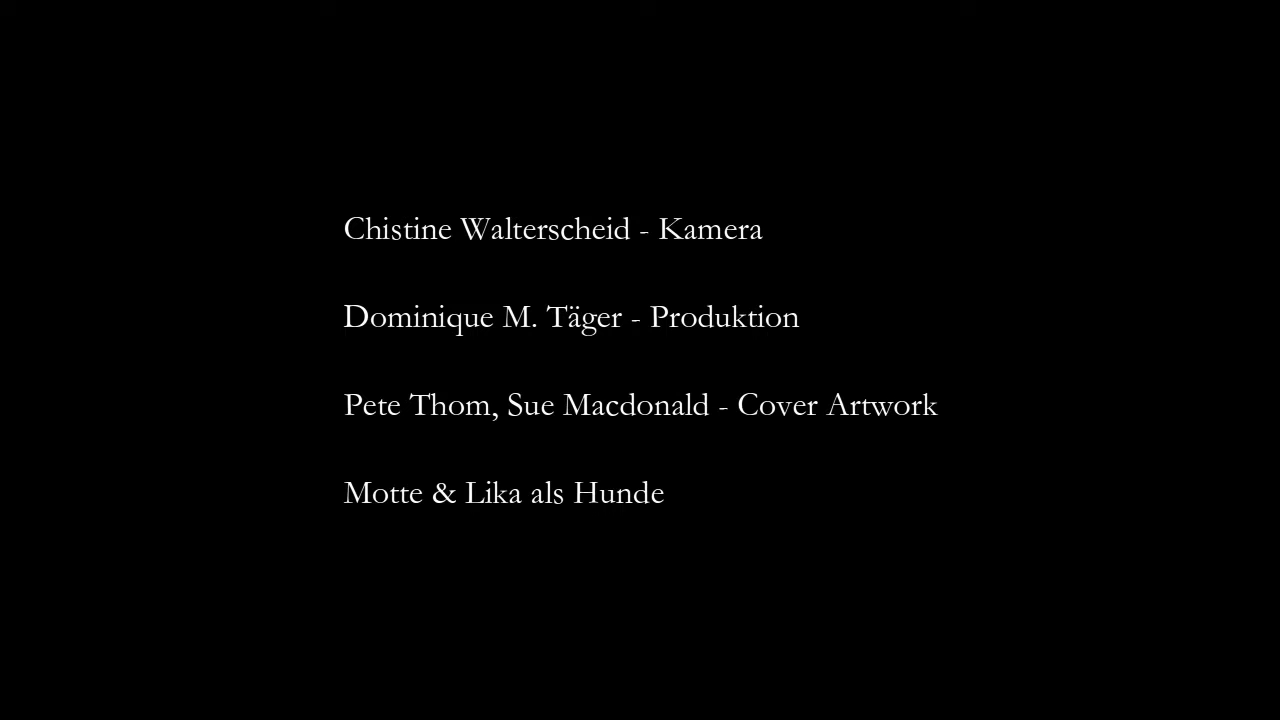 Chistine Walterscheid - Kamera
Dominique M. Täger - Produktion
Pete Thom, Sue Macdonald - Cover Artwork
Motte & Lika als Hunde